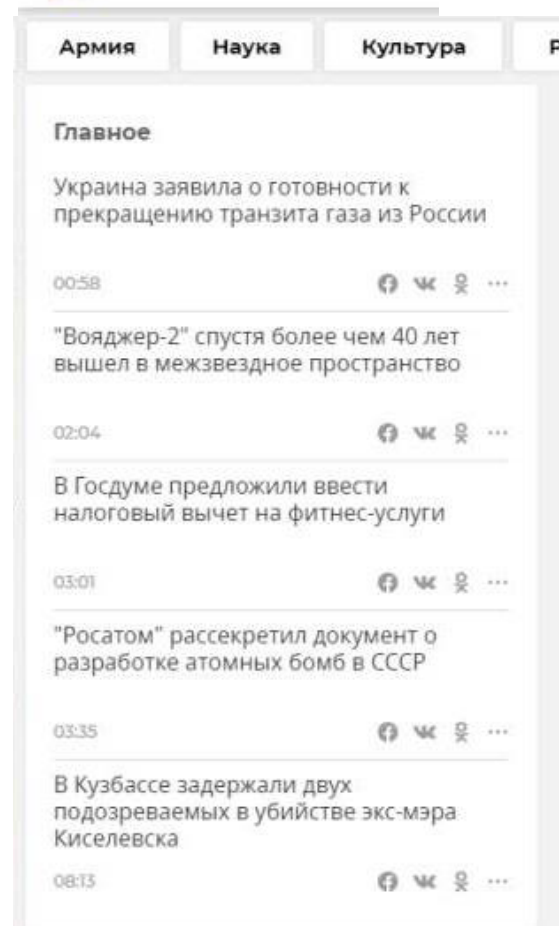 Армия Наука Культура
Главное
Украина заявила о готовности к
прекращению транзита газа из России
00:58
"Вояджер-2" спустя более чем 40 лет
вышел в межзвездное пространство
02:04
В Госдуме предложили ввести
налоговый вычет на фитнес-услуги
03:01
"Росатом" рассекретил документ о
разработке атомных бомб в СССР
03:35
В Кузбассе задержали двух
подозреваемых в убийстве экс-мэра
Киселевска
08:13